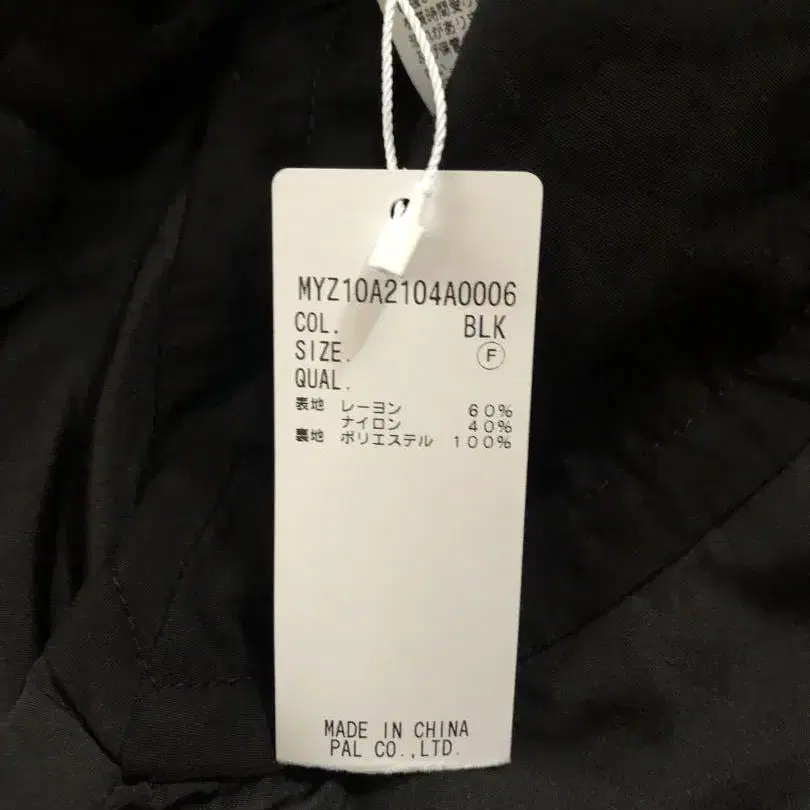 MYZ10A2104A0006
COL. BLK
SIZE. F
QUAL.
表地 レーヨン 60%
ナイロン 40%
裏地 ポリエステル 100%
MADE IN CHINA
PAL CO.,LTD.